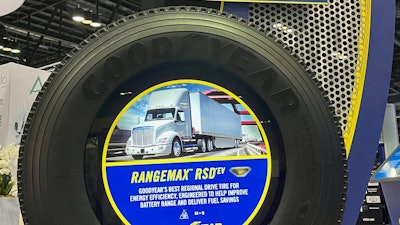 GOODYEAR
RANGEMAX™ RSD EV
GOODYEAR'S BEST REGIONAL DRIVE TIRE FOR
ENERGY EFFICIENCY, ENGINEERED TO HELP IMPROVE
BATTERY RANGE AND DELIVER FUEL SAVINGS